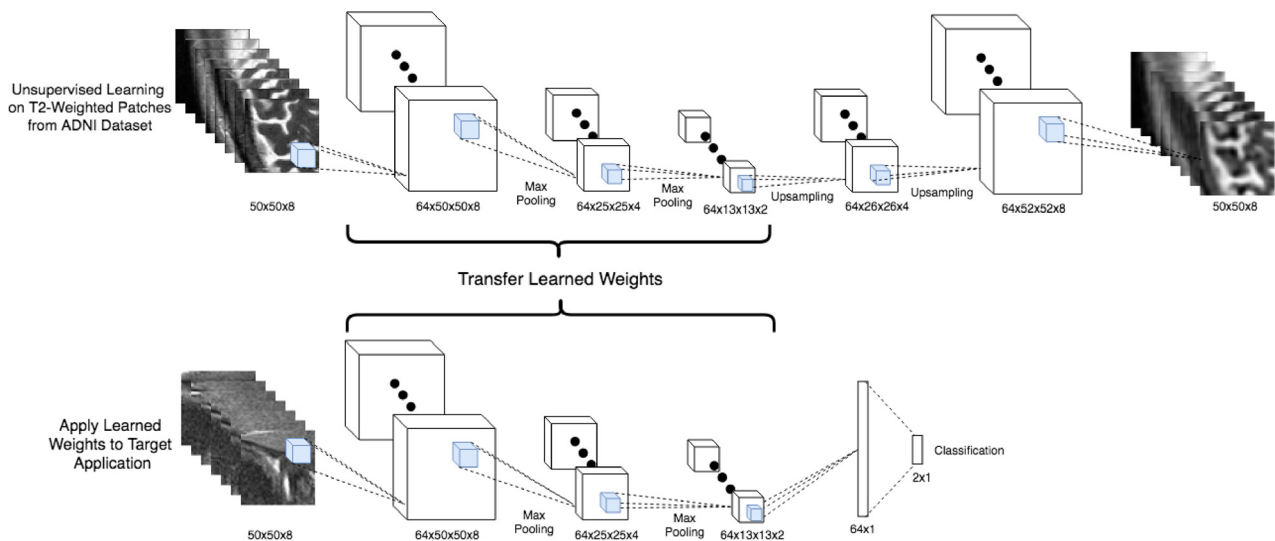 Unsupervised Learning
on T2-Weighted Patches
from ADNI Dataset
50x50x8
64x50x50x8
Max
Pooling
64x25x25x4
Max
Pooling
64x13x13x2
Upsampling
64x26x26x4
Upsampling
64x52x52x8
50x50x8
Transfer Learned Weights
Apply Learned
Weights to Target
Application
50x50x8
64x50x50x8
Max
Pooling
64x25x25x4
Max
Pooling
64x13x13x2
64x1
2x1
Classification